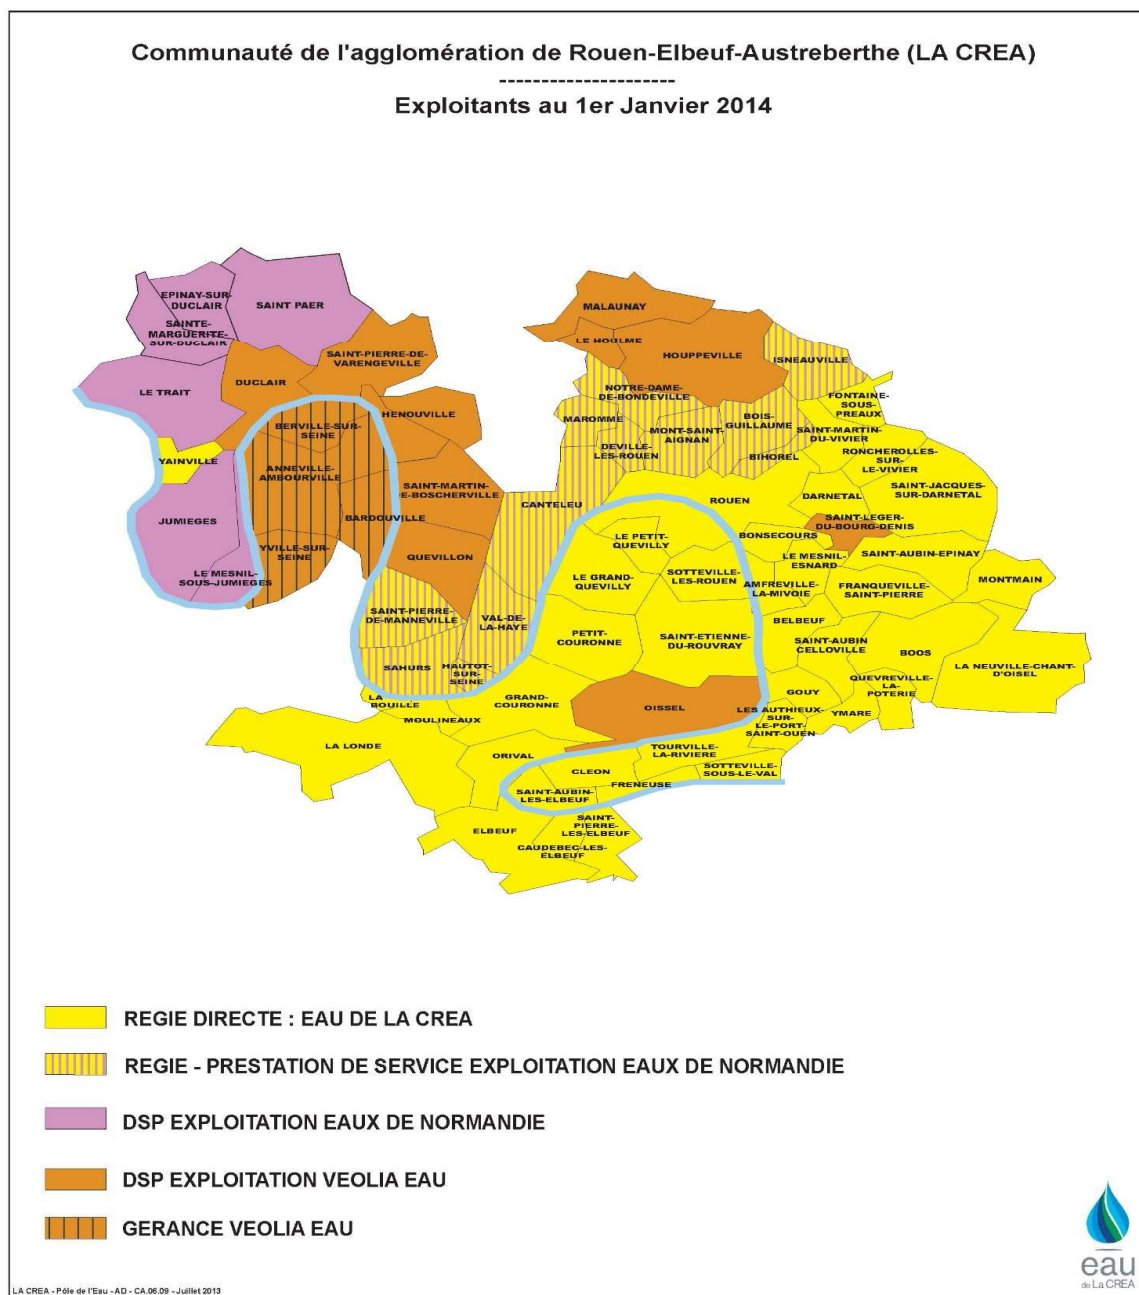 Communauté de l'agglomération de Rouen-Elbeuf-Austreberthe (LA CREA)
---------------------
Exploitants au 1er Janvier 2014
EPINAY-SUR-
DUCLAIR
SAINT PAER
SAINTE-
MARGUERITE-
SUR-DUCLAIR
LE TRAIT
DUCLAIR
SAINT-PIERRE-DE-
VARENGEVILLE
HENOUVILLE
BERVILLE-SUR-
SEINE
YAINVILLE
ANNEVILLE-
AMBOURVILLE
SAINT-MARTIN
DE-BOSCHERVILLE
BARDOUVILLE
JUMIEGES
YVILLE-SUR-
SEINE
LE MESNIL-
SOUS-JUMIEGES
QUEVILLON
SAINT-PIERRE-
DE-MANNEVILLE
VAL-DE-
LA-HAYE
SAHURS
HAUTOT-
SUR-
SEINE
MALAUNAY
LE HOULME
HOUPPEVILLE
ISNEAUVILLE
NOTRE-DAME-
DE-BONDEVILLE
FONTAINE-
SOUS-
PREAUX
MAROMME
MONT-SAINT-
AIGNAN
BOIS-
GUILLAUME
SAINT-MARTIN
DU-VIVIER
DEVILLE-
LES-ROUEN
BIHOREL
RONCHEROLLES-
SUR-
LE-VIVIER
CANTELEU
ROUEN
DARNETAL
SAINT-JACQUES-
SUR-DARNETAL
SAINT-LEGER-
DU-BOURG-DENIS
LE PETIT-
QUEVILLY
BONSECOURS
LE MESNIL-
ESNARD
SAINT-AUBIN-EPINAY
LE GRAND-
QUEVILLY
SOTTEVILLE-
LES-ROUEN
AMFREVILLE-
LA-MIVOIE
FRANQUEVILLE-
SAINT-PIERRE
MONTMAIN
BELBEUF
PETIT-
COURONNE
SAINT-ETIENNE-
DU-ROUVRAY
SAINT-AUBIN
CELLOVILLE
BOOS
LA NEUVILLE-CHANT-
D'OISEL
QUEVREVILLE-
LA-
POTERIE
GOUY
YMARE
LES AUTHIEUX-
SUR-
LE-PORT-
SAINT-OUEN
OISSEL
LA
BOUILLE
MOULINEAUX
GRAND-
COURONNE
LA LONDE
ORIVAL
TOURVILLE-
LA-RIVIERE
SOTTEVILLE-
SOUS-LE-VAL
CLEON
FRENEUSE
SAINT-AUBIN-
LES-ELBEUF
ELBEUF
SAINT-
PIERRE-
LES-ELBEUF
CAUDEBEC-LES-
ELBEUF
REGIE DIRECTE : EAU DE LA CREA
REGIE - PRESTATION DE SERVICE EXPLOITATION EAUX DE NORMANDIE
DSP EXPLOITATION EAUX DE NORMANDIE
DSP EXPLOITATION VEOLIA EAU
GERANCE VEOLIA EAU
eau
de La CREA
LA CREA - Pôle de l'Eau - AD - CA.06.09 - Juillet 2013